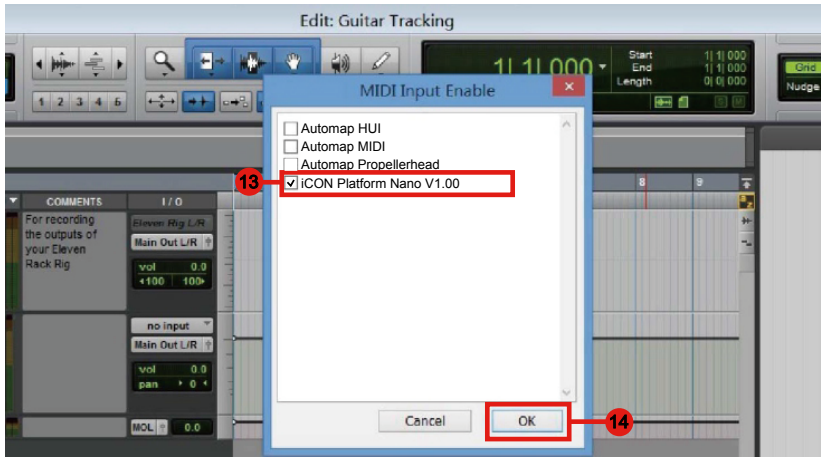 Edit: Guitar Tracking
1| 1| 000
Start 1| 1| 000
End 1| 1| 000
Length 0| 0| 000
Grid
Nudge
1 2 3 4 5
MIDI Input Enable
Automap HUI
Automap MIDI
Automap Propellerhead
13
iCON Platform Nano V1.00
8 9
COMMENTS I / O
For recording
the outputs of
your Eleven
Rack Rig
Eleven Rig L/R
Main Out L/R
vol 0.0
100 100
no input
Main Out L/R
vol 0.0
pan 0
MOL 0.0
Cancel OK
14